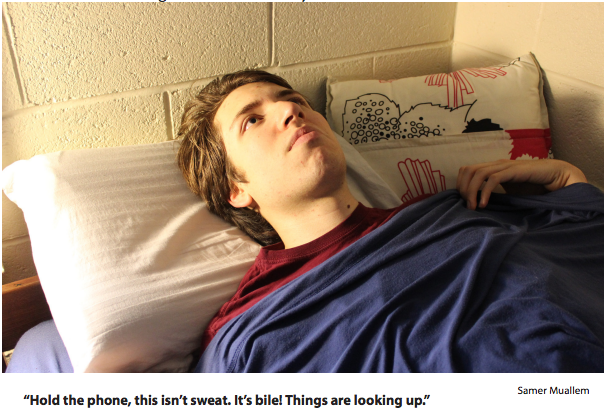 Samer Muallem
“Hold the phone, this isn’t sweat. It’s bile! Things are looking up.”